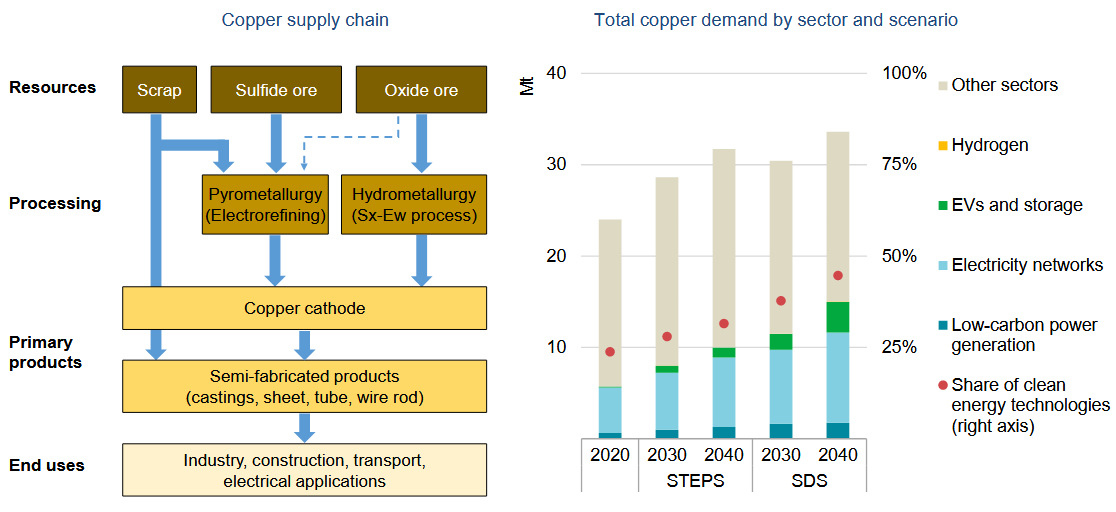 Copper supply chain
Resources
Scrap
Sulfide ore
Oxide ore
Processing
Pyrometallurgy
(Electrorefining)
Hydrometallurgy
(Sx-Ew process)
Copper cathode
Primary
products
Semi-fabricated products
(castings, sheet, tube, wire rod)
End uses
Industry, construction, transport,
electrical applications
Total copper demand by sector and scenario
Mt
40
30
20
10
100%
75%
50%
25%
2020
2030
2040
2030
2040
STEPS
SDS
Other sectors
Hydrogen
EVs and storage
Electricity networks
Low-carbon power
generation
Share of clean
energy technologies
(right axis)